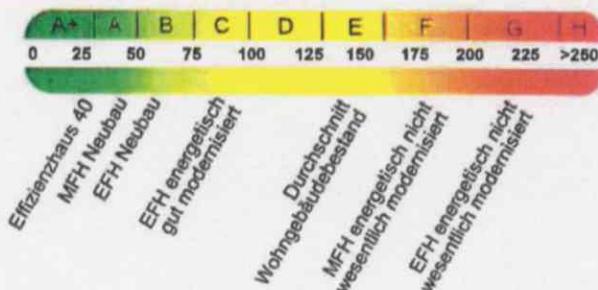 A+ A B C D E F G H
0 25 50 75 100 125 150 175 200 225 >250
Effizienzhaus 40
MFH Neubau
EFH Neubau
EFH energetisch
gut modernisiert
Durchschnitt
Wohngebäudebestand
MFH energetisch nicht
wesentlich modernisiert
EFH energetisch nicht
wesentlich modernisiert